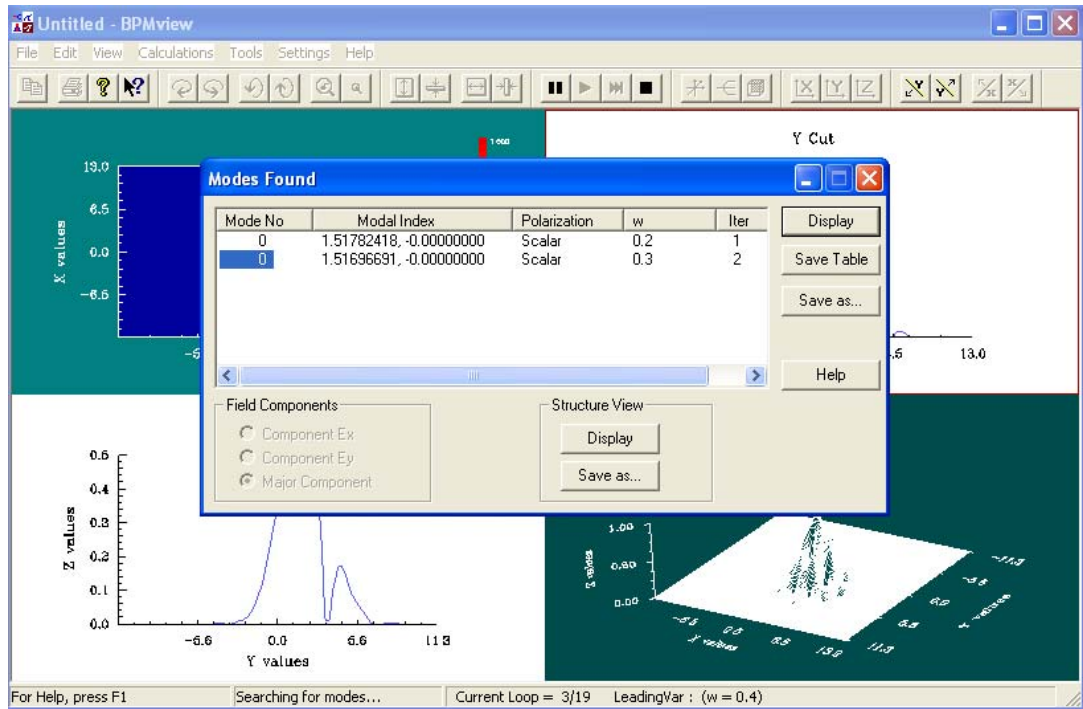 Untitled - BPMview
File Edit View Calculations Tools Settings Help
Y Cut
13.0
6.5
0.0
-6.5
X values
13.0
Modes Found
Mode No Modal Index Polarization w Iter
0 1.51782418, -0.00000000 Scalar 0.2 1
0 1.51696691, -0.00000000 Scalar 0.3 2
Display
Save Table
Save as...
Help
Field Components
Component Ex
Component Ey
Major Component
Structure View
Display
Save as...
0.4
0.2
0.1
0.0
Z values
-6.6 0.0 6.6
Y values
1.00
0.00
For Help, press F1 Searching for modes... Current Loop = 3/19 LeadingVar : (w = 0.4)